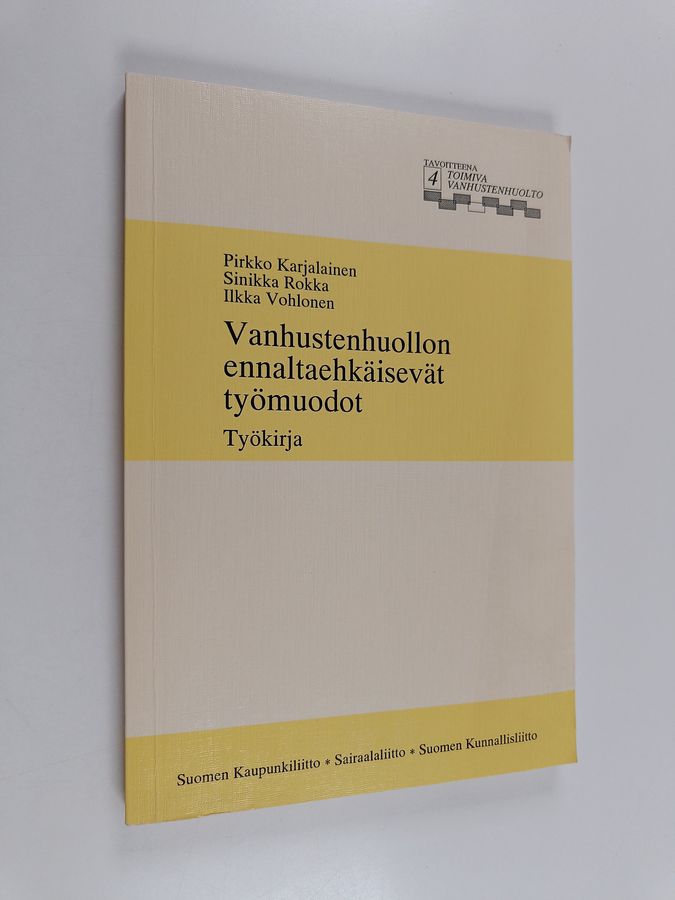 TAVOITTEENA
4 TOIMIVA
VANHUSTENHUOLTO
Pirkko Karjalainen
Sinikka Rokka
Ilkka Vohlonen
Vanhustenhuollon
ennaltaehkäisevät
työmuodot
Työkirja
Suomen Kaupunkiliitto * Sairaalaliitto * Suomen Kunnallisliitto